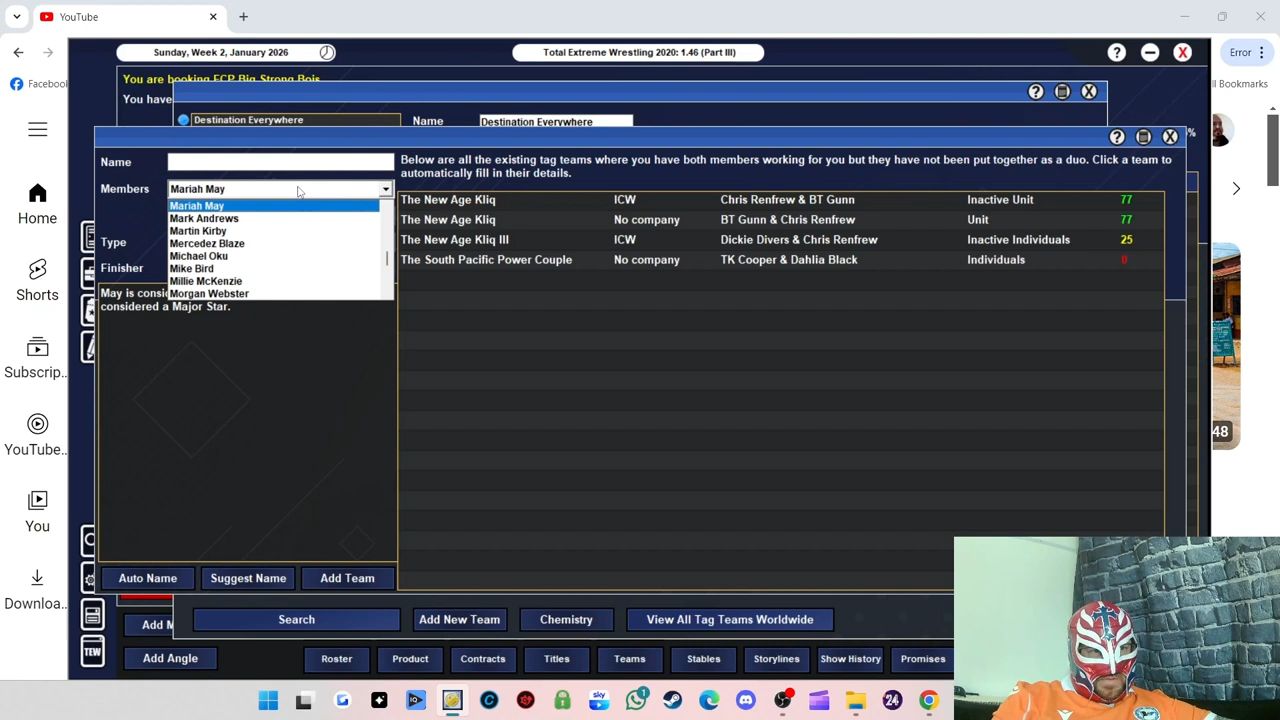 YouTube
Error
Facebook
ll Bookmarks
Sunday, Week 2, January 2026
Total Extreme Wrestling 2020: 1.46 (Part III)
You are booking FCP Big Strong Bois
You have
Destination Everywhere
Name
Destination Everywhere
Name
Below are all the existing tag teams where you have both members working for you but they have not been put together as a duo. Click a team to
automatically fill in their details.
Members
Mariah May
Mariah May
Mark Andrews
Martin Kirby
Mercedez Blaze
Michael Oku
Mike Bird
Millie McKenzie
Morgan Webster
Type
Finisher
The New Age Kliq ICW Chris Renfrew & BT Gunn Inactive Unit 77
The New Age Kliq No company BT Gunn & Chris Renfrew Unit 77
The New Age Kliq III ICW Dickie Divers & Chris Renfrew Inactive Individuals 25
The South Pacific Power Couple No company TK Cooper & Dahlia Black Individuals 0
May is consi
considered a Major Star.
Home
Shorts
Subscrip...
YouTube...
You
Downloa...
48
Auto Name
Suggest Name
Add Team
Add M
Search
Add New Team
Chemistry
View All Tag Teams Worldwide
TEW
Add Angle
Roster
Product
Contracts
Titles
Teams
Stables
Storylines
Show History
Promises
sky
1
24